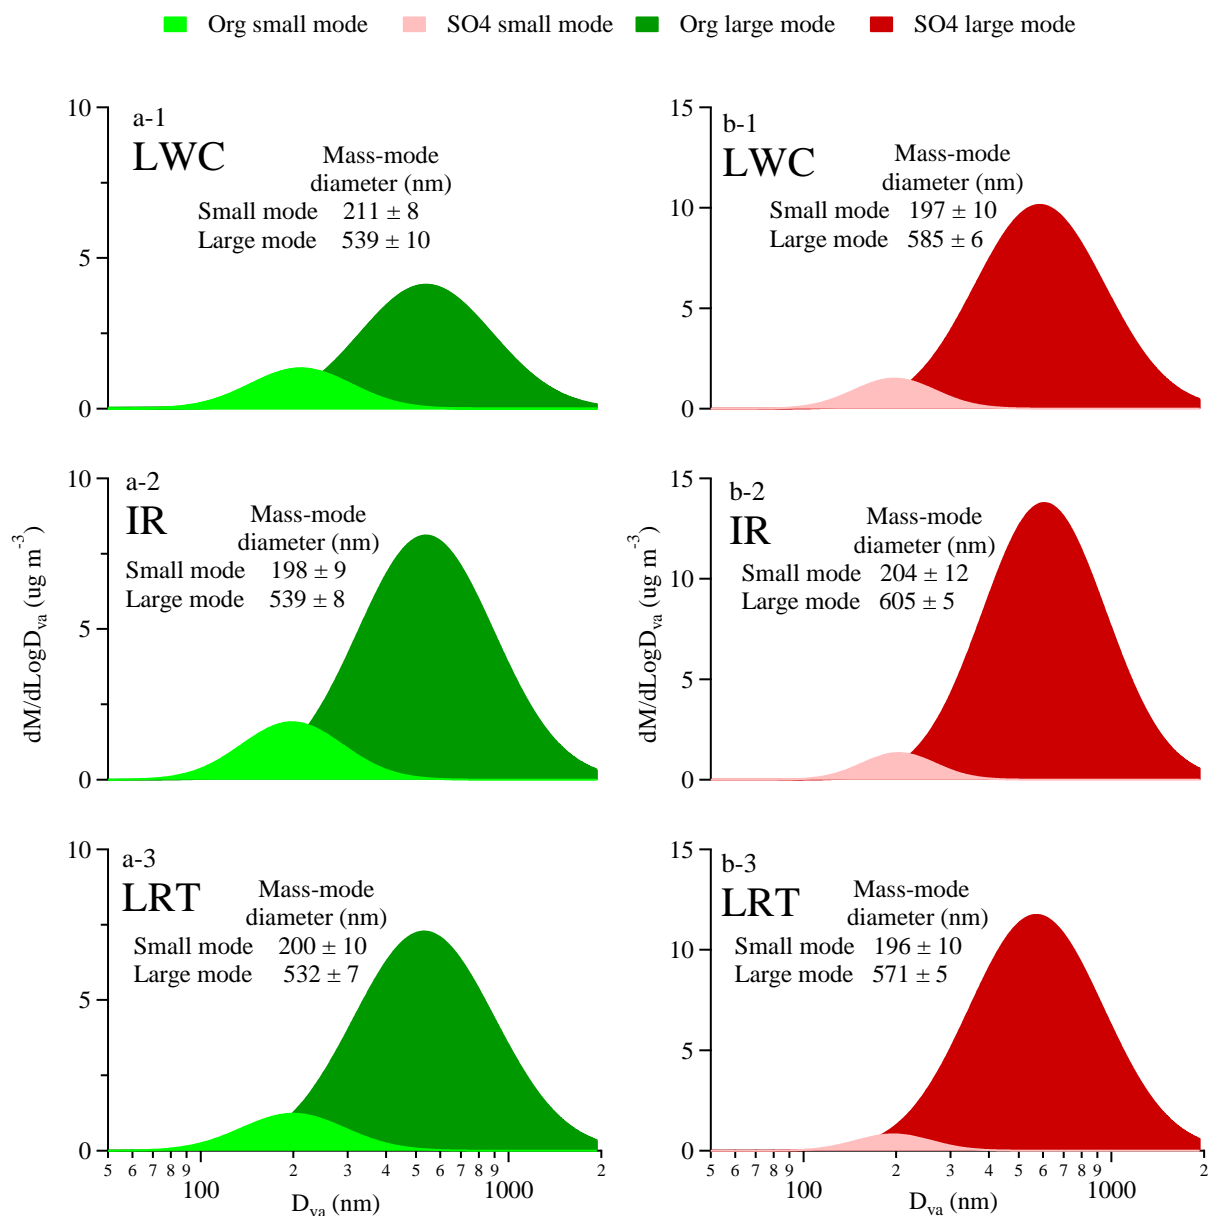 Org small mode SO4 small mode Org large mode SO4 large mode
a-1
LWC
Mass-mode
diameter (nm)
Small mode 211 ± 8
Large mode 539 ± 10
10
5
0
b-1
LWC
Mass-mode
diameter (nm)
Small mode 197 ± 10
Large mode 585 ± 6
15
10
5
0
a-2
IR
Mass-mode
diameter (nm)
Small mode 198 ± 9
Large mode 539 ± 8
10
5
0
dM/dLogDva (ug m-3)
b-2
IR
Mass-mode
diameter (nm)
Small mode 204 ± 12
Large mode 605 ± 5
15
10
5
0
dM/dLogDva (ug m-3)
a-3
LRT
Mass-mode
diameter (nm)
Small mode 200 ± 10
Large mode 532 ± 7
10
5
0
5 6 7 8 9 2 3 4 5 6 7 8 9 2
100 1000
Dva (nm)
b-3
LRT
Mass-mode
diameter (nm)
Small mode 196 ± 10
Large mode 571 ± 5
15
10
5
0
5 6 7 8 9 2 3 4 5 6 7 8 9 2
100 1000
Dva (nm)